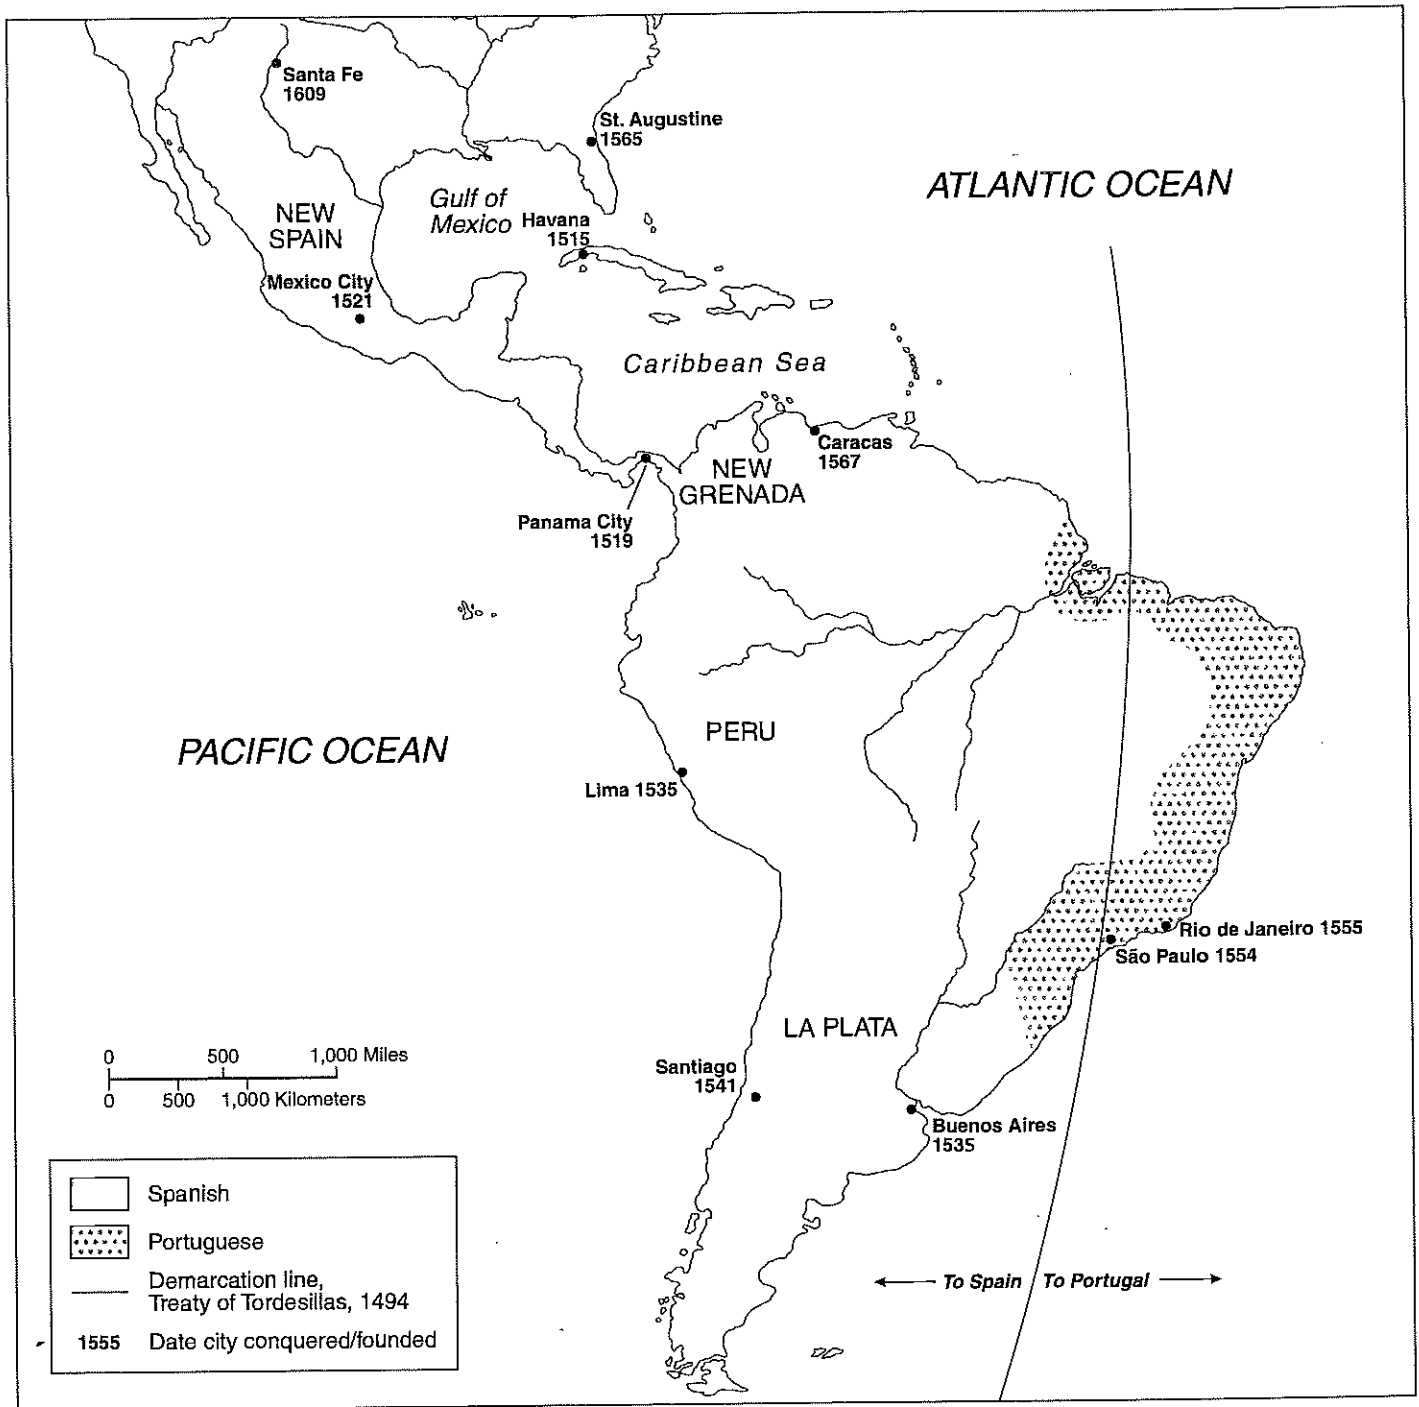 Santa Fe
1609
St. Augustine
1565
ATLANTIC OCEAN
Gulf of
Mexico
NEW
SPAIN
Havana
1515
Mexico City
1521
Caribbean Sea
Caracas
1567
NEW
GRENADA
Panama City
1519
PERU
PACIFIC OCEAN
Lima 1535
Rio de Janeiro 1555
São Paulo 1554
LA PLATA
0 500 1,000 Miles
0 500 1,000 Kilometers
Santiago
1541
Buenos Aires
1535
Spanish
Portuguese
Demarcation line,
Treaty of Tordesillas, 1494
1555 Date city conquered/founded
To Spain To Portugal